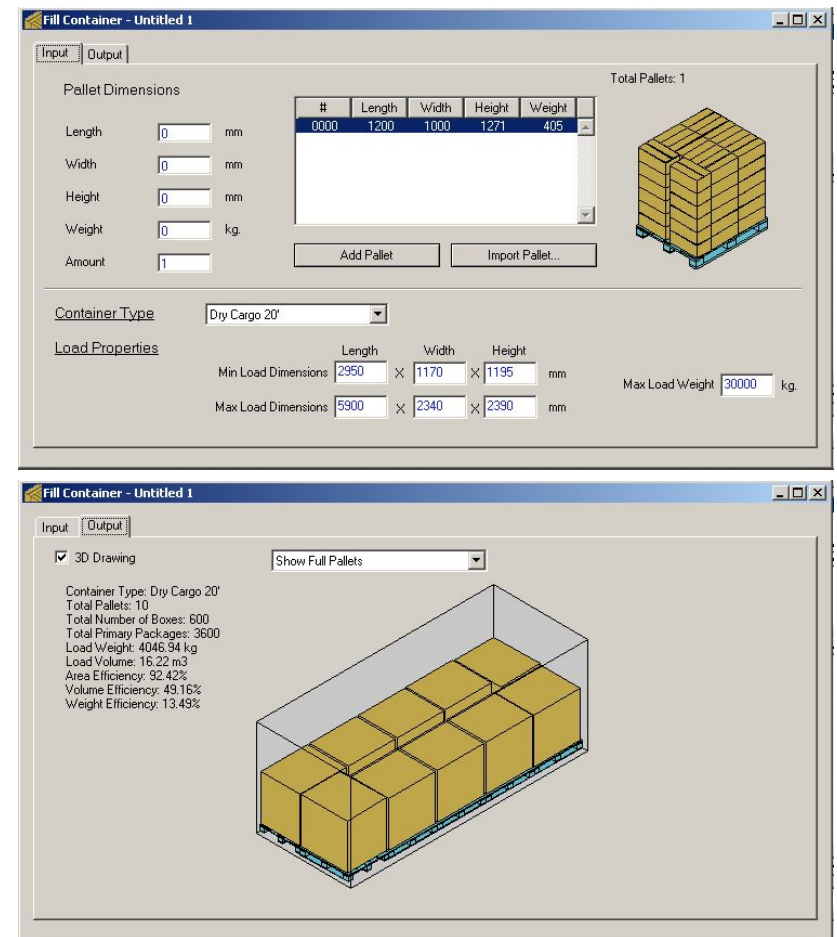 Fill Container - Untitled 1
Input Output
Pallet Dimensions
Total Pallets: 1
# Length Width Height Weight
0000 1200 1000 1271 405
Length 0 mm
Width 0 mm
Height 0 mm
Weight 0 kg.
Amount 1
Add Pallet Import Pallet...
Container Type Dry Cargo 20'
Load Properties
Length Width Height
Min Load Dimensions 2950 X 1170 X 1195 mm
Max Load Weight 30000 kg.
Max Load Dimensions 5900 X 2340 X 2390 mm
Fill Container - Untitled 1
Input Output
3D Drawing
Show Full Pallets
Container Type: Dry Cargo 20'
Total Pallets: 10
Total Number of Boxes: 600
Total Primary Packages: 3600
Load Weight: 4046.94 kg
Load Volume: 16.22 m3
Area Efficiency: 92.42%
Volume Efficiency: 49.16%
Weight Efficiency: 13.49%